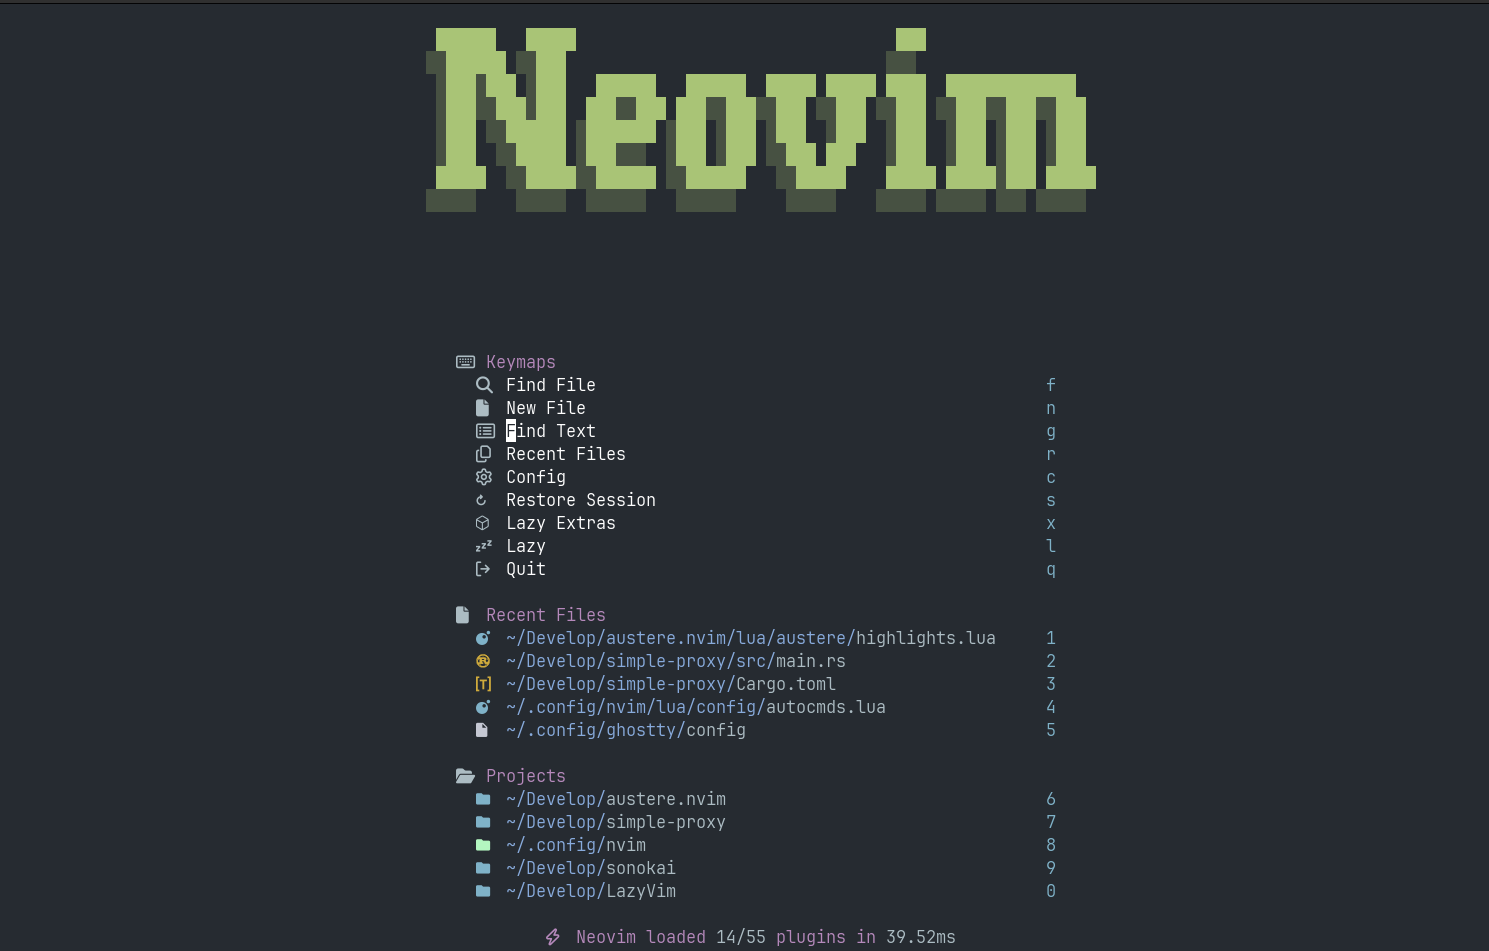 Neovim
Keymaps
Find File f
New File n
Find Text g
Recent Files r
Config c
Restore Session s
Lazy Extras x
Lazy l
Quit q
Recent Files
~/Develop/austere.nvim/lua/austere/highlights.lua 1
~/Develop/simple-proxy/src/main.rs 2
~/Develop/simple-proxy/Cargo.toml 3
~/.config/nvim/lua/config/autocmds.lua 4
~/.config/ghostty/config 5
Projects
~/Develop/austere.nvim 6
~/Develop/simple-proxy 7
~/.config/nvim 8
~/Develop/sonokai 9
~/Develop/LazyVim 0
Neovim loaded 14/55 plugins in 39.52ms